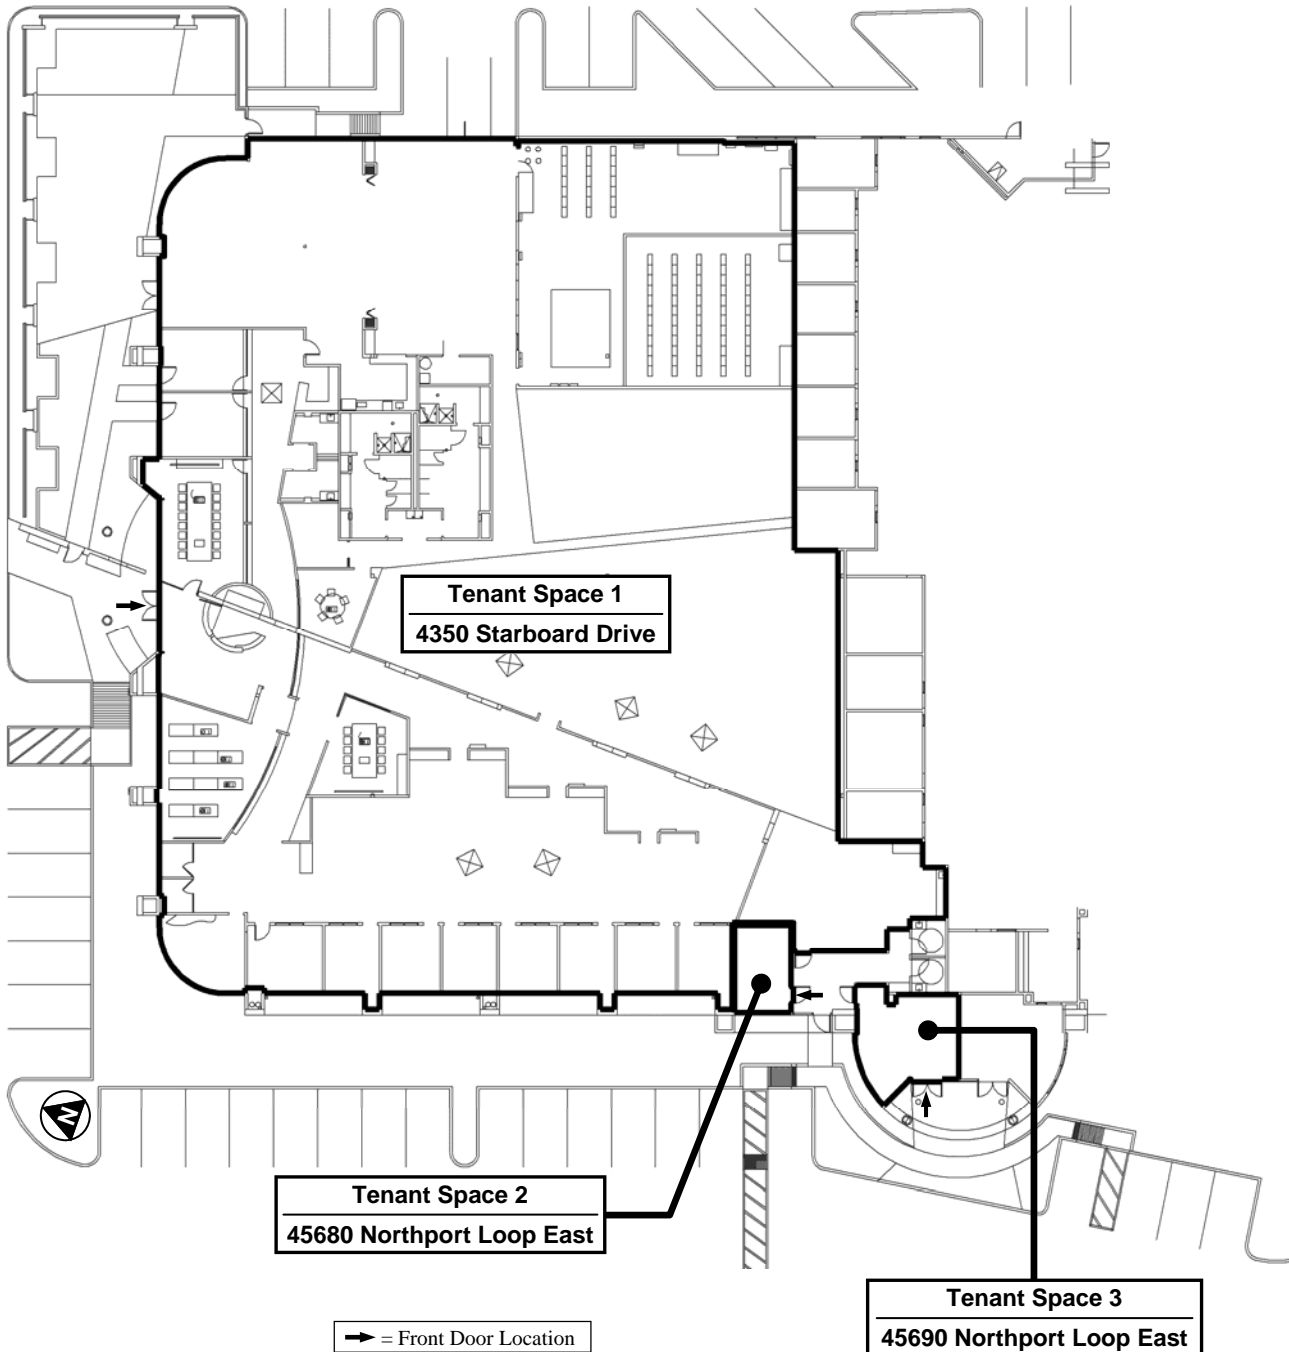 Tenant Space 1
4350 Starboard Drive
N
Tenant Space 2
45680 Northport Loop East
Tenant Space 3
45690 Northport Loop East
= Front Door Location